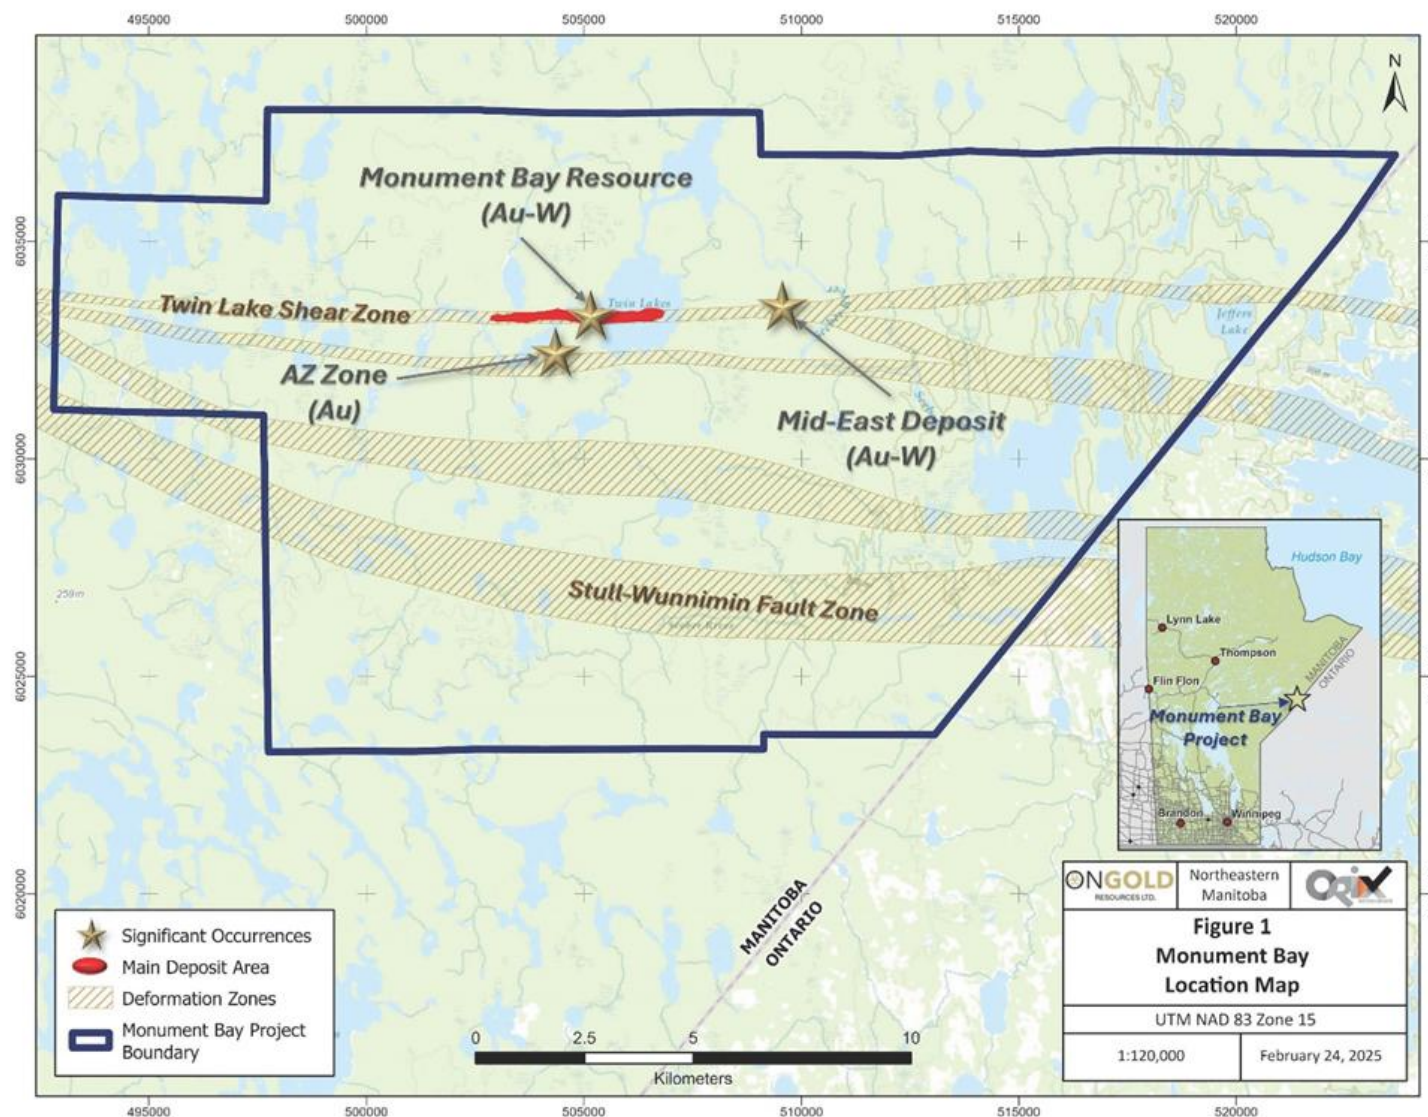 495000 500000 505000 510000 515000 520000
N
6035000
6030000
6025000
6020000
Monument Bay Resource
(Au-W)
Twin Lake Shear Zone
Twin Lakes
Jeffers
Lake
AZ Zone
(Au)
Mid-East Deposit
(Au-W)
Stull-Wunnimin Fault Zone
259m
MANITOBA
ONTARIO
Hudson Bay
Lynn Lake
Thompson
Flin Flon
MANITOBA
ONTARIO
Monument Bay
Project
Brandon
Winnipeg
Significant Occurrences
Main Deposit Area
Deformation Zones
Monument Bay Project
Boundary
0 2.5 5 10
Kilometers
ONGOLD
RESOURCES LTD.
Northeastern
Manitoba
Orix
Figure 1
Monument Bay
Location Map
UTM NAD 83 Zone 15
1:120,000
February 24, 2025
495000 500000 505000 510000 515000 520000